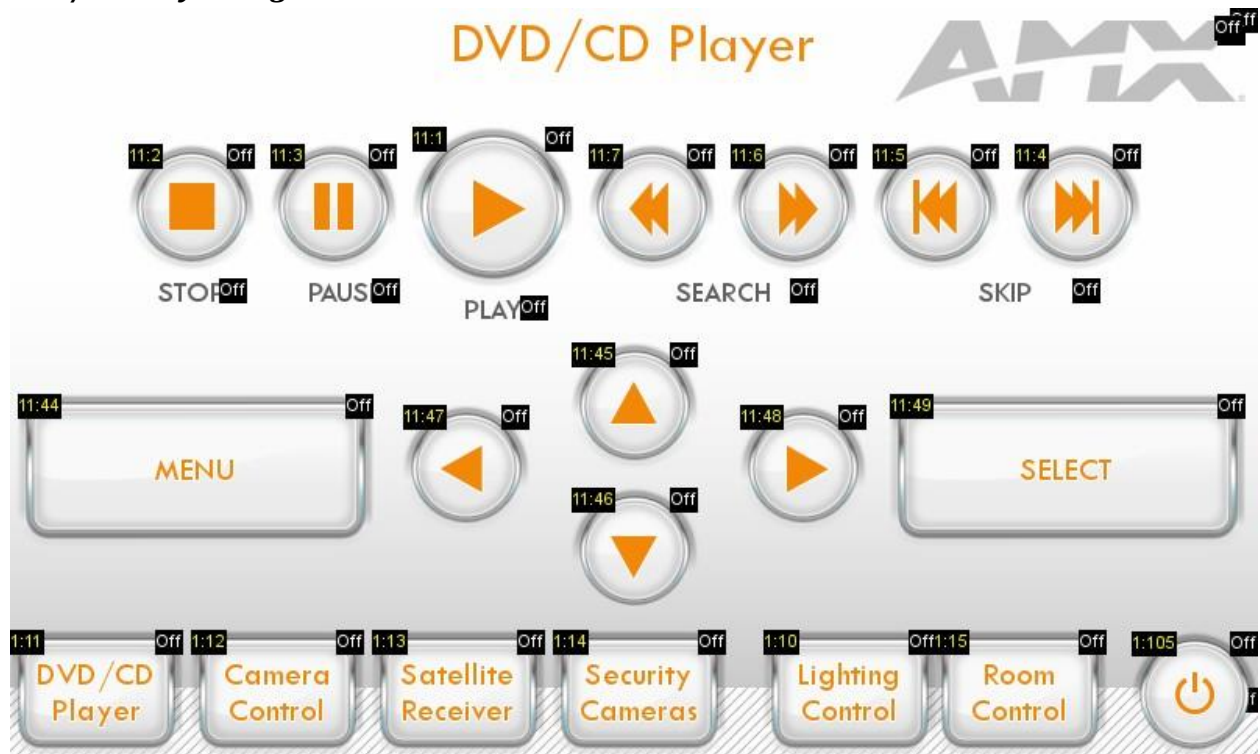 DVD/CD Player
AMX
Off
Off
11:2 Off 11:3 Off 11:1 Off 11:7 Off 11:6 Off 11:5 Off 11:4 Off
STOP Off PAUS Off PLAY Off SEARCH Off SKIP Off
11:45 Off
11:44 Off 11:47 Off 11:48 Off 11:49 Off
MENU SELECT
11:46 Off
1:11 Off 1:12 Off 1:13 Off 1:14 Off 1:10 Off 1:15 Off 1:105 Off
DVD/CD Camera Satellite Security Lighting Room
Player Control Receiver Cameras Control Control